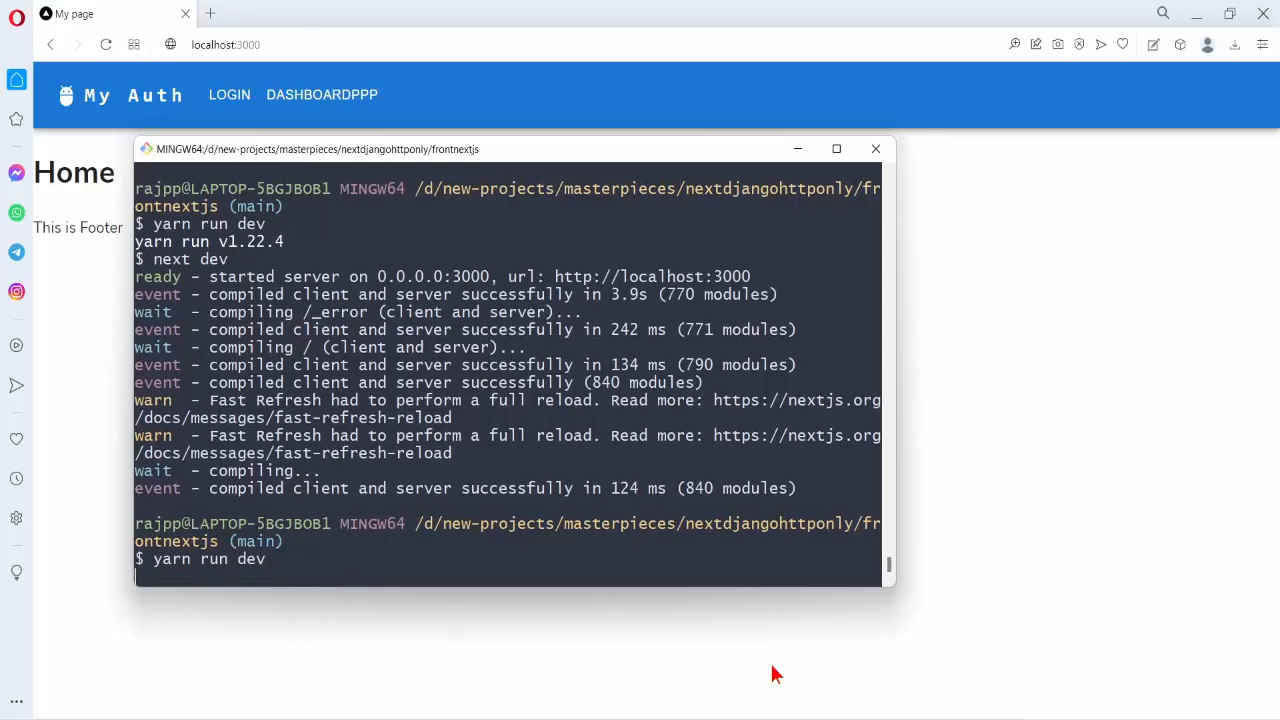 My page
localhost:3000
My Auth LOGIN DASHBOARDPPP
Home
This is Footer
MINGW64:/d/new-projects/masterpieces/nextdjangohttponly/frontnextjs
rajpp@LAPTOP-5BGJBOB1 MINGW64 /d/new-projects/masterpieces/nextdjangohttponly/fr
ontnextjs (main)
$ yarn run dev
yarn run v1.22.4
$ next dev
ready - started server on 0.0.0.0:3000, url: http://localhost:3000
event - compiled client and server successfully in 3.9s (770 modules)
wait  - compiling /_error (client and server)...
event - compiled client and server successfully in 242 ms (771 modules)
wait  - compiling / (client and server)...
event - compiled client and server successfully in 134 ms (790 modules)
event - compiled client and server successfully (840 modules)
warn  - Fast Refresh had to perform a full reload. Read more: https://nextjs.org
/docs/messages/fast-refresh-reload
warn  - Fast Refresh had to perform a full reload. Read more: https://nextjs.org
/docs/messages/fast-refresh-reload
wait  - compiling...
event - compiled client and server successfully in 124 ms (840 modules)
rajpp@LAPTOP-5BGJBOB1 MINGW64 /d/new-projects/masterpieces/nextdjangohttponly/fr
ontnextjs (main)
$ yarn run dev